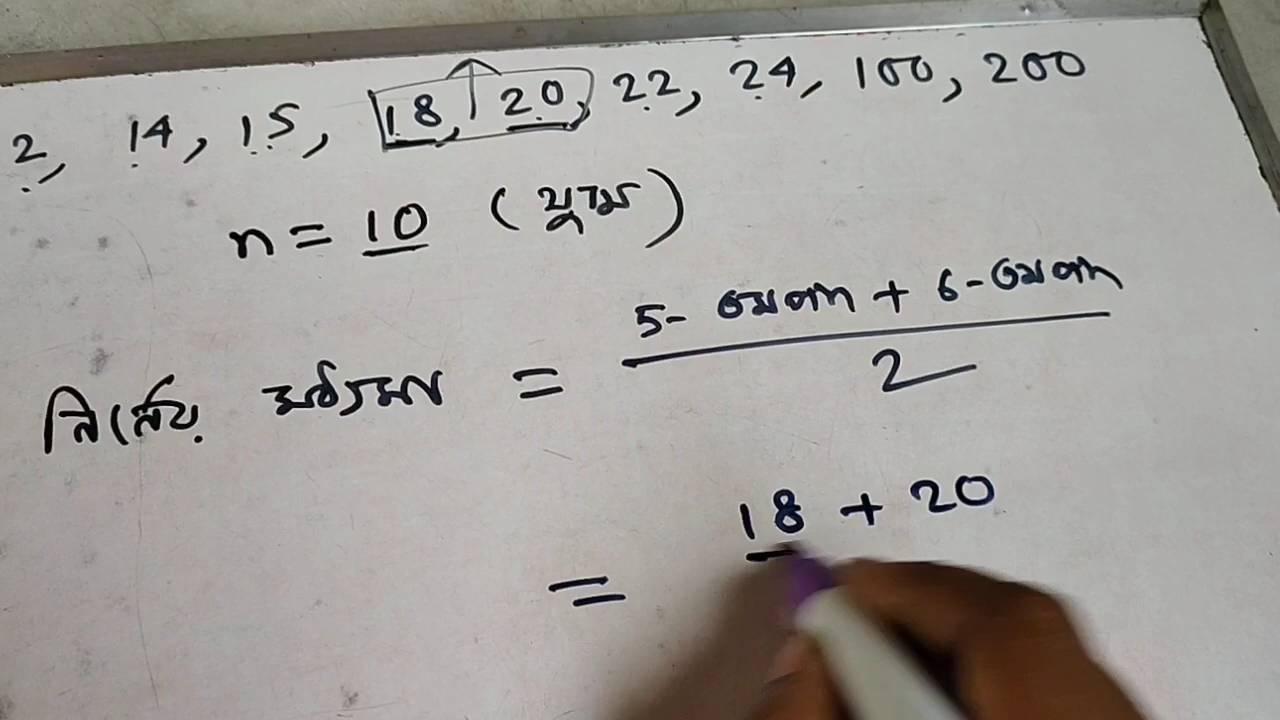 2, 14, 15, 18, 20, 22, 24, 100, 200
n = 10 (যুগ্ম)
5- তম পদ + 6- তম পদ
নির্ণেয় মধ্যমা =
2
18 + 20
=